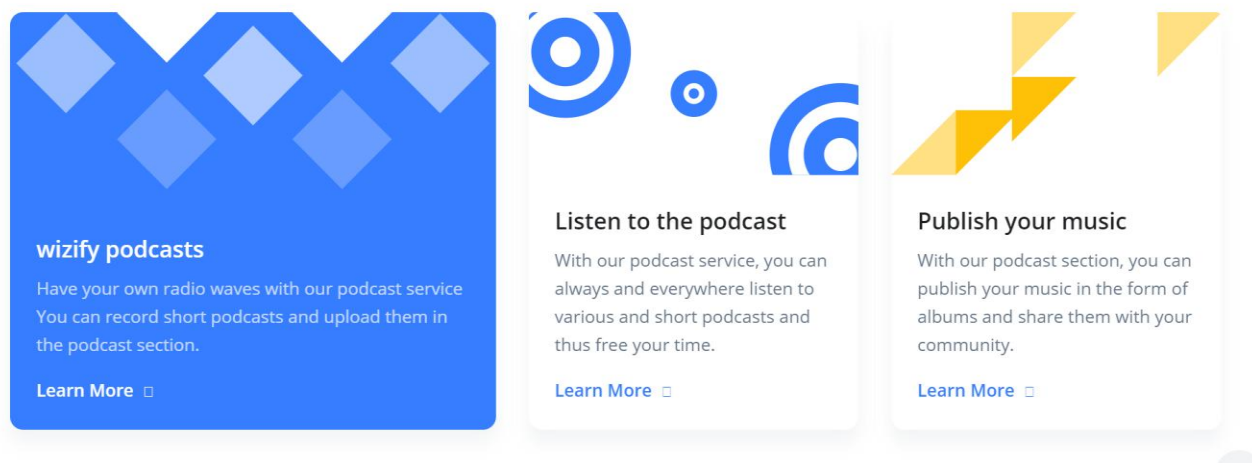 wizify podcasts
Have your own radio waves with our podcast service
You can record short podcasts and upload them in
the podcast section.
Learn More
Listen to the podcast
With our podcast service, you can
always and everywhere listen to
various and short podcasts and
thus free your time.
Learn More
Publish your music
With our podcast section, you can
publish your music in the form of
albums and share them with your
community.
Learn More